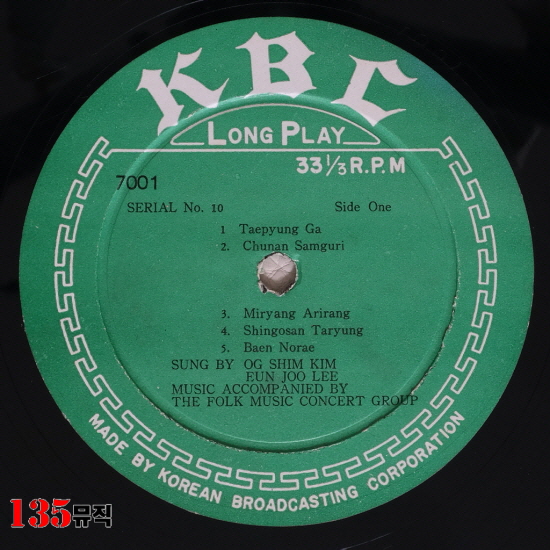 KBC
LONG PLAY
33 1/3 R.P.M
7001
SERIAL No. 10 Side One
1 Taepyung Ga
2. Chunan Samguri
3. Miryang Arirang
4. Shingosan Taryung
5. Baen Norae
SUNG BY OG SHIM KIM
EUN JOO LEE
MUSIC ACCOMPANIED BY
THE FOLK MUSIC CONCERT GROUP
MADE BY KOREAN BROADCASTING CORPORATION
135뮤직